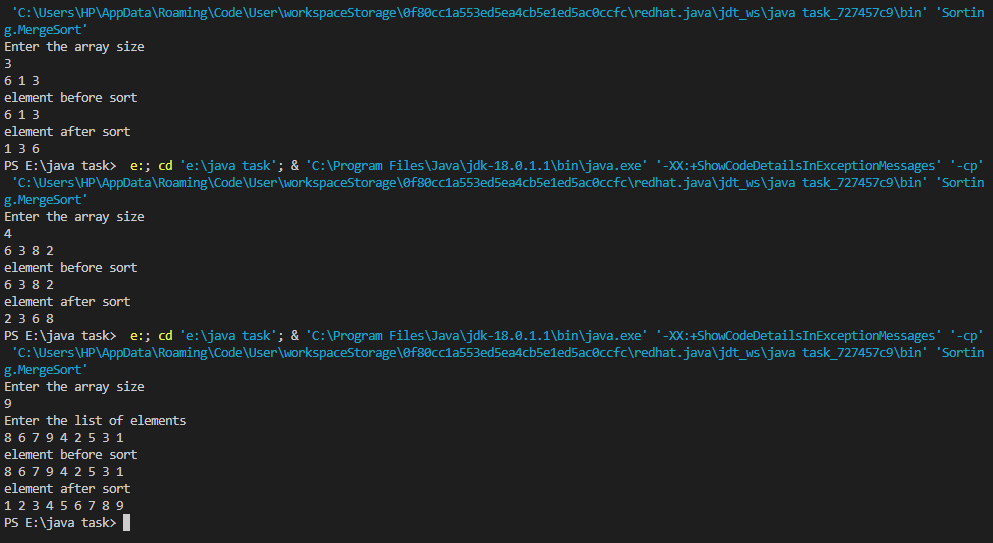 'C:\Users\HP\AppData\Roaming\Code\User\workspaceStorage\0f80cc1a553ed5ea4cb5e1ed5ac0ccfc\redhat.java\jdt_ws\java task_727457c9\bin' 'Sortin
g.MergeSort'
Enter the array size
3
6 1 3
element before sort
6 1 3
element after sort
1 3 6
PS E:\java task>  e:; cd 'e:\java task'; & 'C:\Program Files\Java\jdk-18.0.1.1\bin\java.exe' '-XX:+ShowCodeDetailsInExceptionMessages' '-cp'
'C:\Users\HP\AppData\Roaming\Code\User\workspaceStorage\0f80cc1a553ed5ea4cb5e1ed5ac0ccfc\redhat.java\jdt_ws\java task_727457c9\bin' 'Sortin
g.MergeSort'
Enter the array size
4
6 3 8 2
element before sort
6 3 8 2
element after sort
2 3 6 8
PS E:\java task>  e:; cd 'e:\java task'; & 'C:\Program Files\Java\jdk-18.0.1.1\bin\java.exe' '-XX:+ShowCodeDetailsInExceptionMessages' '-cp'
'C:\Users\HP\AppData\Roaming\Code\User\workspaceStorage\0f80cc1a553ed5ea4cb5e1ed5ac0ccfc\redhat.java\jdt_ws\java task_727457c9\bin' 'Sortin
g.MergeSort'
Enter the array size
9
Enter the list of elements
8 6 7 9 4 2 5 3 1
element before sort
8 6 7 9 4 2 5 3 1
element after sort
1 2 3 4 5 6 7 8 9
PS E:\java task>